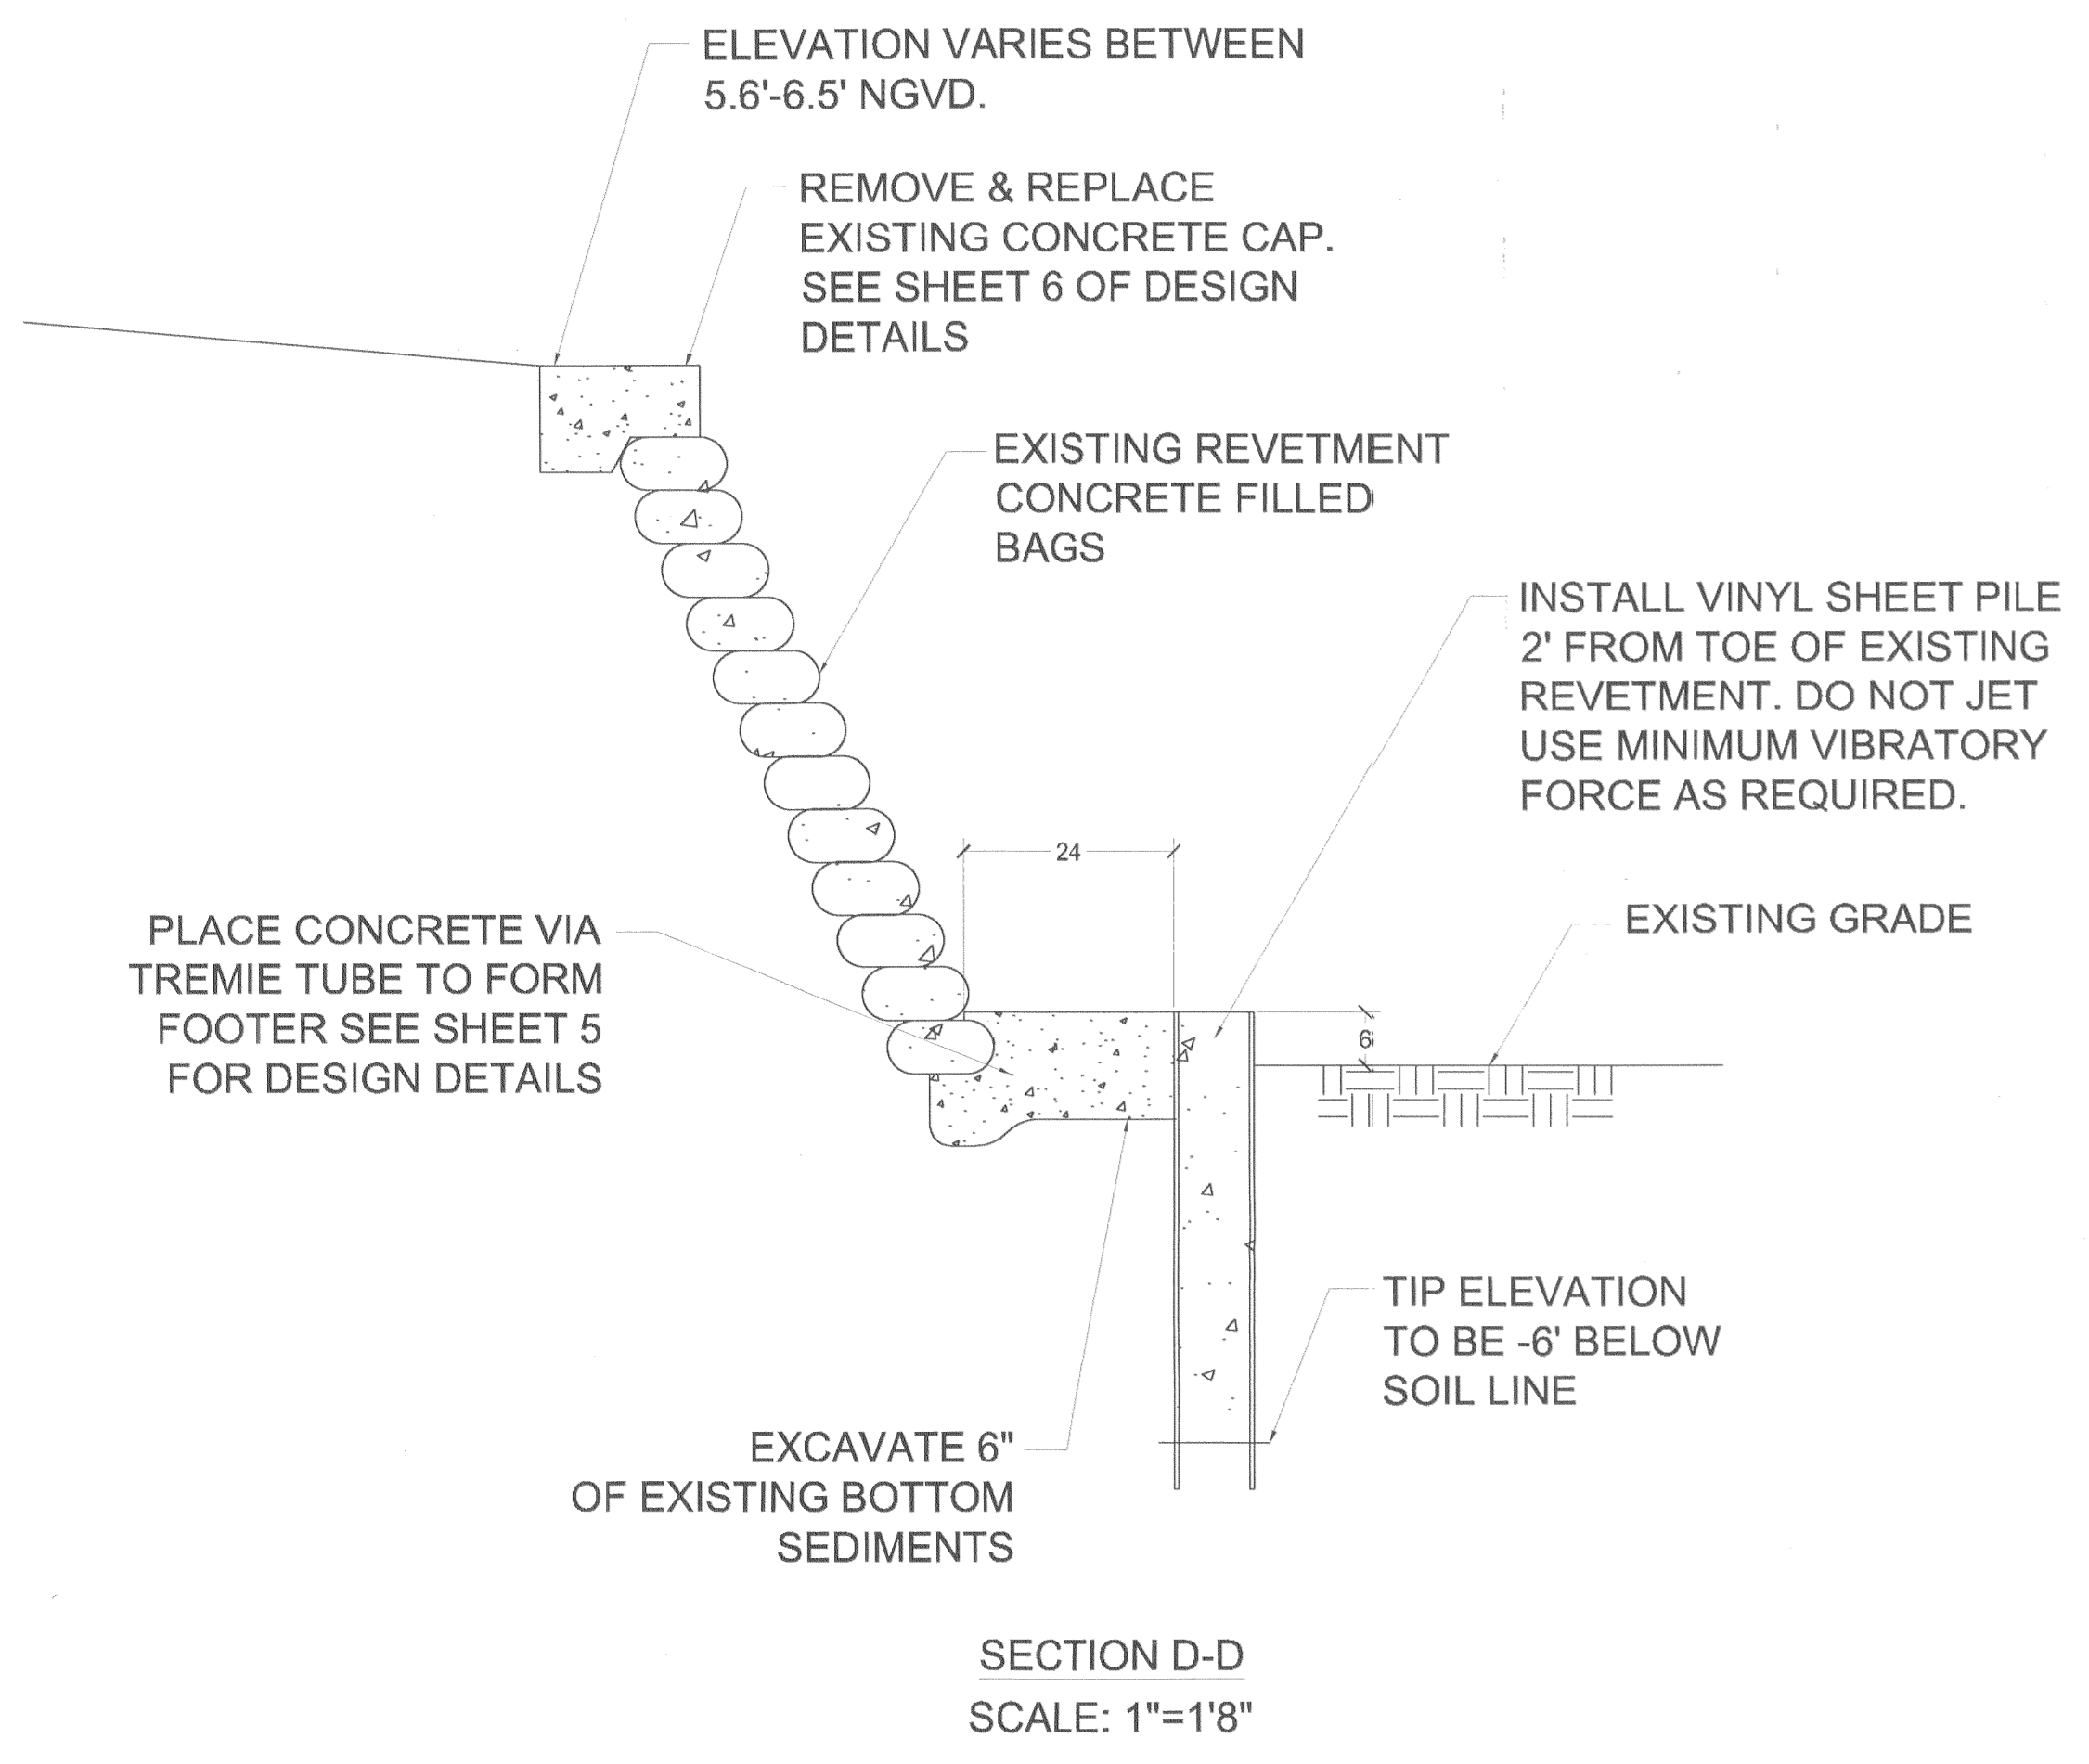 ELEVATION VARIES BETWEEN
5.6'-6.5' NGVD.
REMOVE & REPLACE
EXISTING CONCRETE CAP.
SEE SHEET 6 OF DESIGN
DETAILS
EXISTING REVETMENT
CONCRETE FILLED
BAGS
INSTALL VINYL SHEET PILE
2' FROM TOE OF EXISTING
REVETMENT. DO NOT JET
USE MINIMUM VIBRATORY
FORCE AS REQUIRED.
24
PLACE CONCRETE VIA
TREMIE TUBE TO FORM
FOOTER SEE SHEET 5
FOR DESIGN DETAILS
EXISTING GRADE
6
TIP ELEVATION
TO BE -6' BELOW
SOIL LINE
EXCAVATE 6"
OF EXISTING BOTTOM
SEDIMENTS
SECTION D-D
SCALE: 1"=1'8"